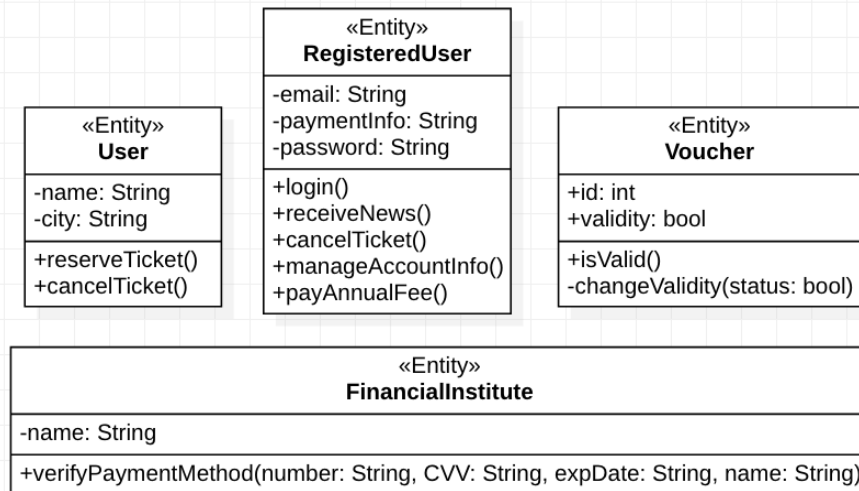 «Entity»
RegisteredUser
-email: String
-paymentInfo: String
-password: String
+login()
+receiveNews()
+cancelTicket()
+manageAccountInfo()
+payAnnualFee()
«Entity»
User
-name: String
-city: String
+reserveTicket()
+cancelTicket()
«Entity»
Voucher
+id: int
+validity: bool
+isValid()
-changeValidity(status: bool)
«Entity»
FinancialInstitute
-name: String
+verifyPaymentMethod(number: String, CVV: String, expDate: String, name: String)